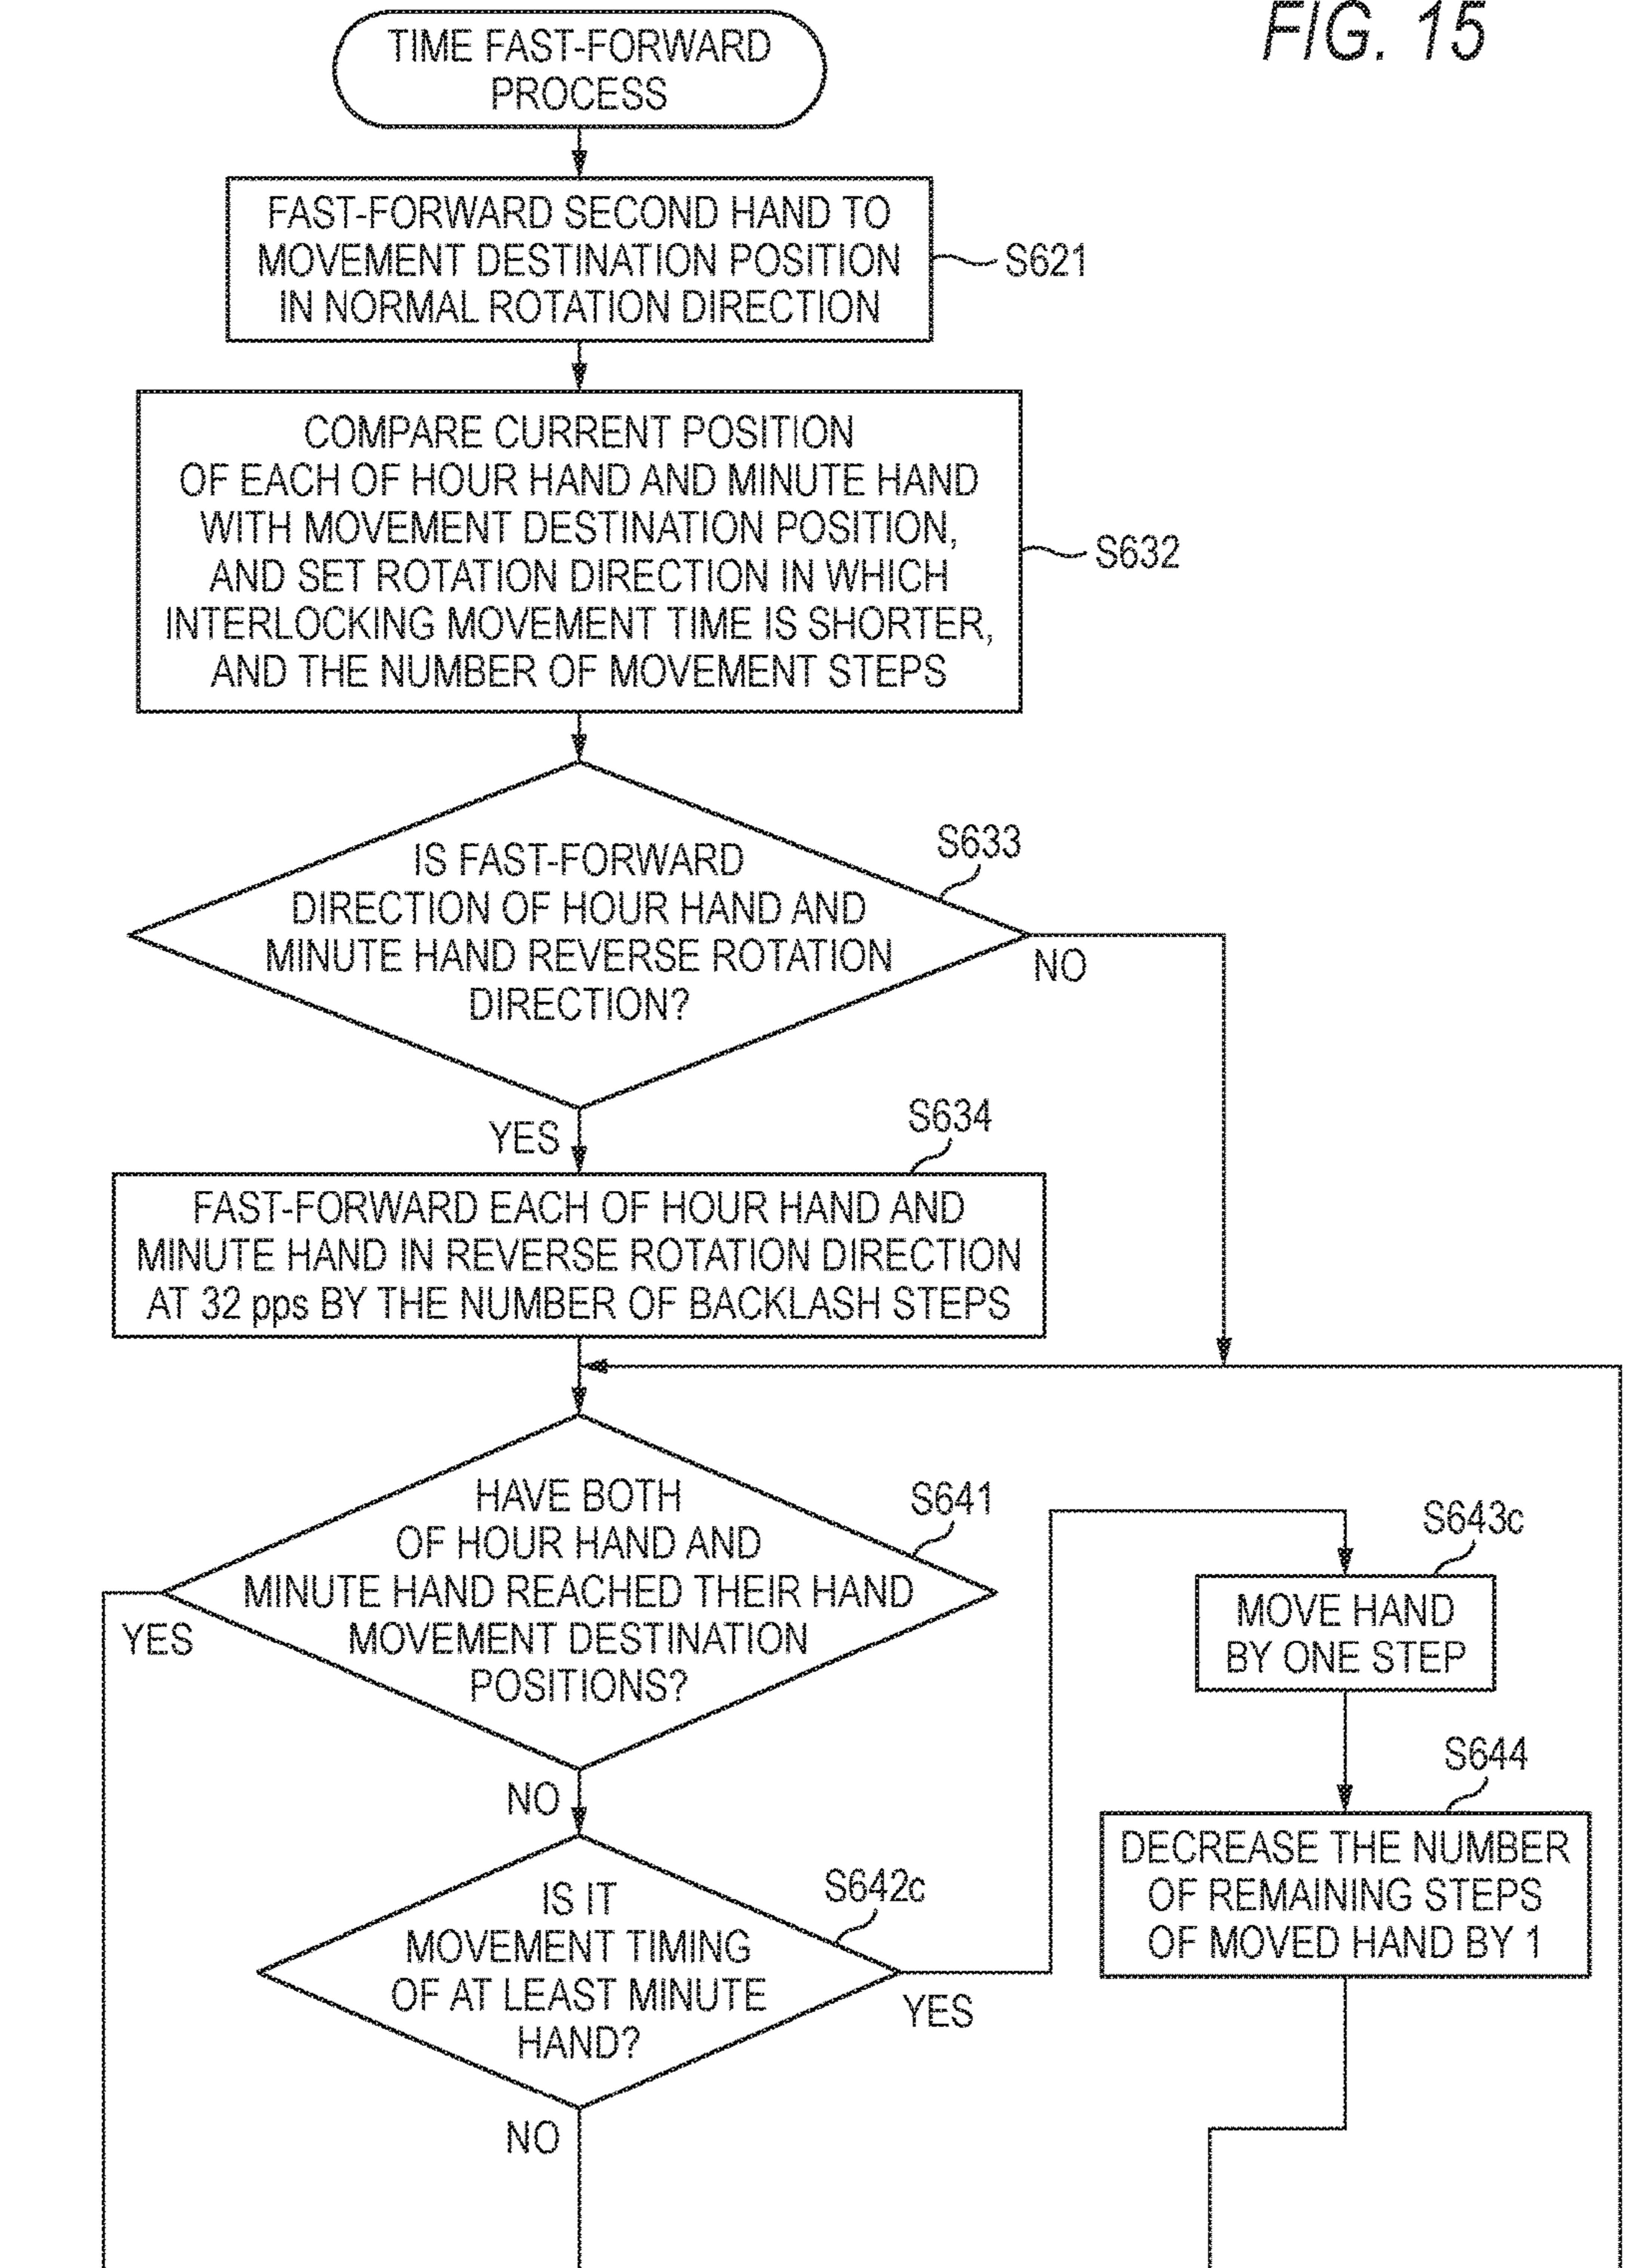 FIG. 15
TIME FAST-FORWARD
PROCESS
FAST-FORWARD SECOND HAND TO
MOVEMENT DESTINATION POSITION
IN NORMAL ROTATION DIRECTION
S621
COMPARE CURRENT POSITION
OF EACH OF HOUR HAND AND MINUTE HAND
WITH MOVEMENT DESTINATION POSITION,
AND SET ROTATION DIRECTION IN WHICH
INTERLOCKING MOVEMENT TIME IS SHORTER,
AND THE NUMBER OF MOVEMENT STEPS
S632
IS FAST-FORWARD
DIRECTION OF HOUR HAND AND
MINUTE HAND REVERSE ROTATION
DIRECTION?
S633
NO
YES
S634
FAST-FORWARD EACH OF HOUR HAND AND
MINUTE HAND IN REVERSE ROTATION DIRECTION
AT 32 pps BY THE NUMBER OF BACKLASH STEPS
HAVE BOTH
OF HOUR HAND AND
MINUTE HAND REACHED THEIR HAND
MOVEMENT DESTINATION
POSITIONS?
S641
YES
NO
IS IT
MOVEMENT TIMING
OF AT LEAST MINUTE
HAND?
S642c
YES
NO
S643c
MOVE HAND
BY ONE STEP
S644
DECREASE THE NUMBER
OF REMAINING STEPS
OF MOVED HAND BY 1